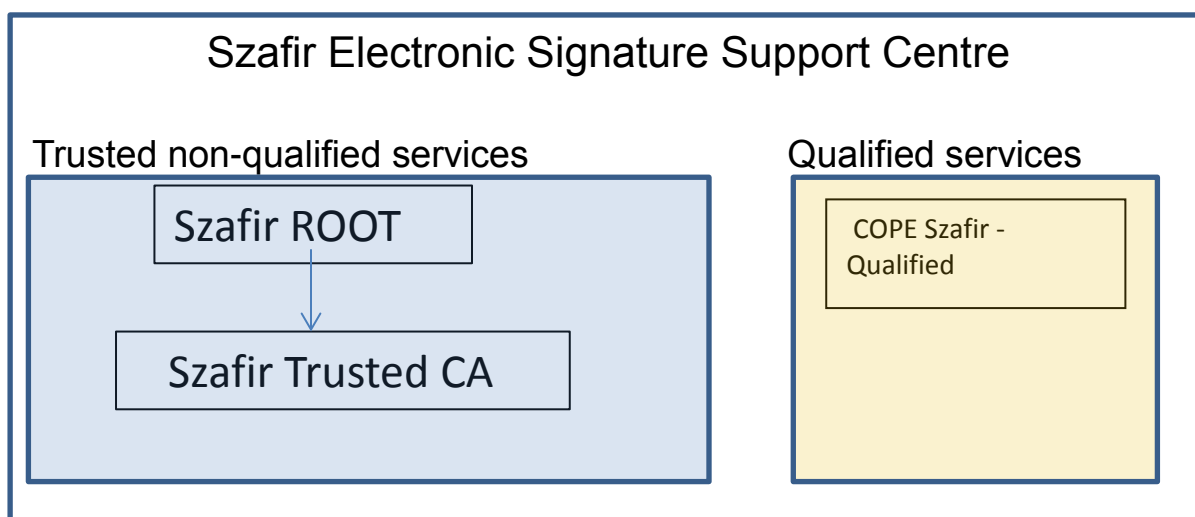 Szafir Electronic Signature Support Centre
Trusted non-qualified services
Qualified services
Szafir ROOT
Szafir Trusted CA
COPE Szafir -
Qualified